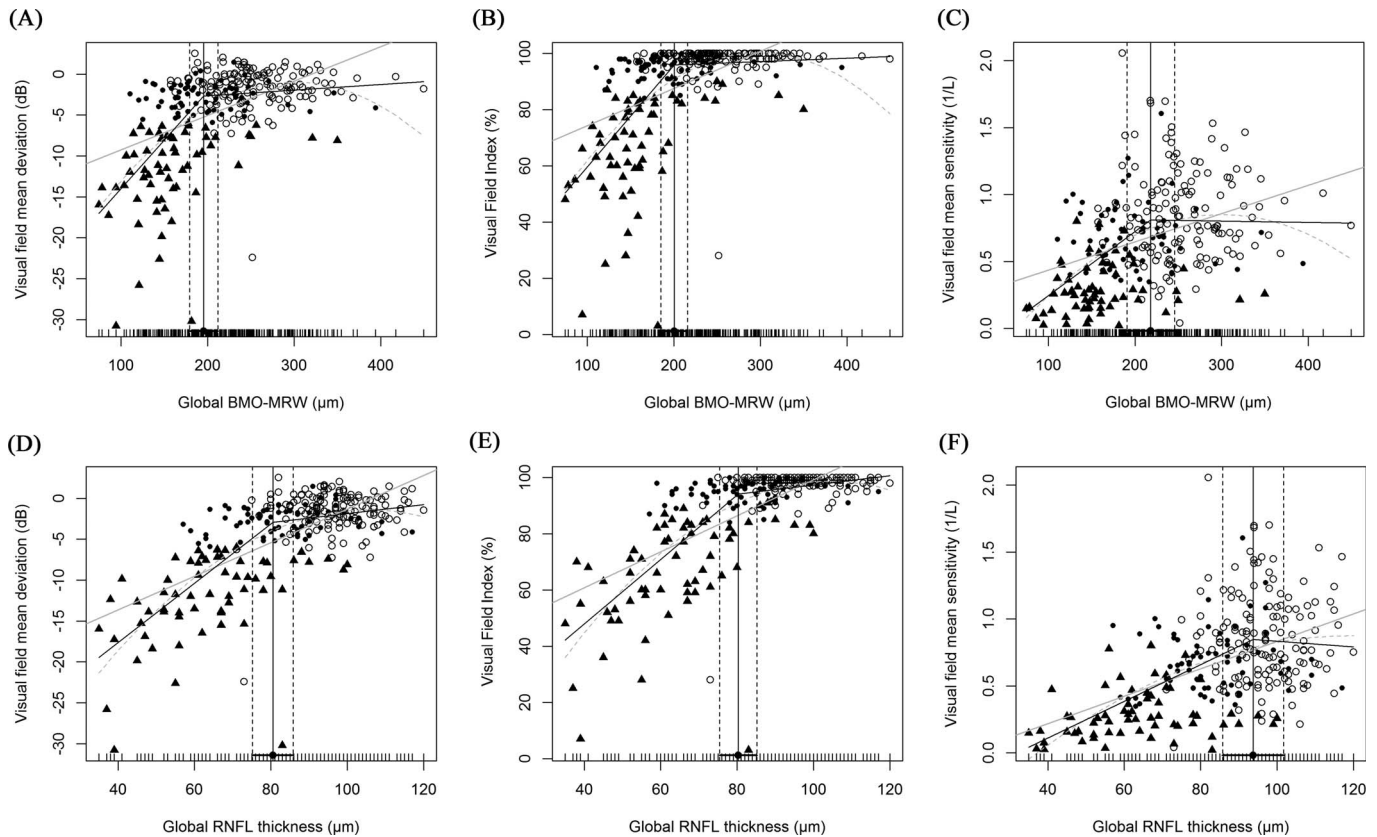 (A)
Visual field mean deviation (dB)
0
-5
-10
-15
-20
-25
-30
100 200 300 400
Global BMO-MRW (µm)
(B)
Visual Field Index (%)
100
80
60
40
20
0
100 200 300 400
Global BMO-MRW (µm)
(C)
Visual field mean sensitivity (1/L)
2.0
1.5
1.0
0.5
0.0
100 200 300 400
Global BMO-MRW (µm)
(D)
Visual field mean deviation (dB)
0
-5
-10
-15
-20
-25
-30
40 60 80 100 120
Global RNFL thickness (µm)
(E)
Visual Field Index (%)
100
80
60
40
20
0
40 60 80 100 120
Global RNFL thickness (µm)
(F)
Visual field mean sensitivity (1/L)
2.0
1.5
1.0
0.5
0.0
40 60 80 100 120
Global RNFL thickness (µm)